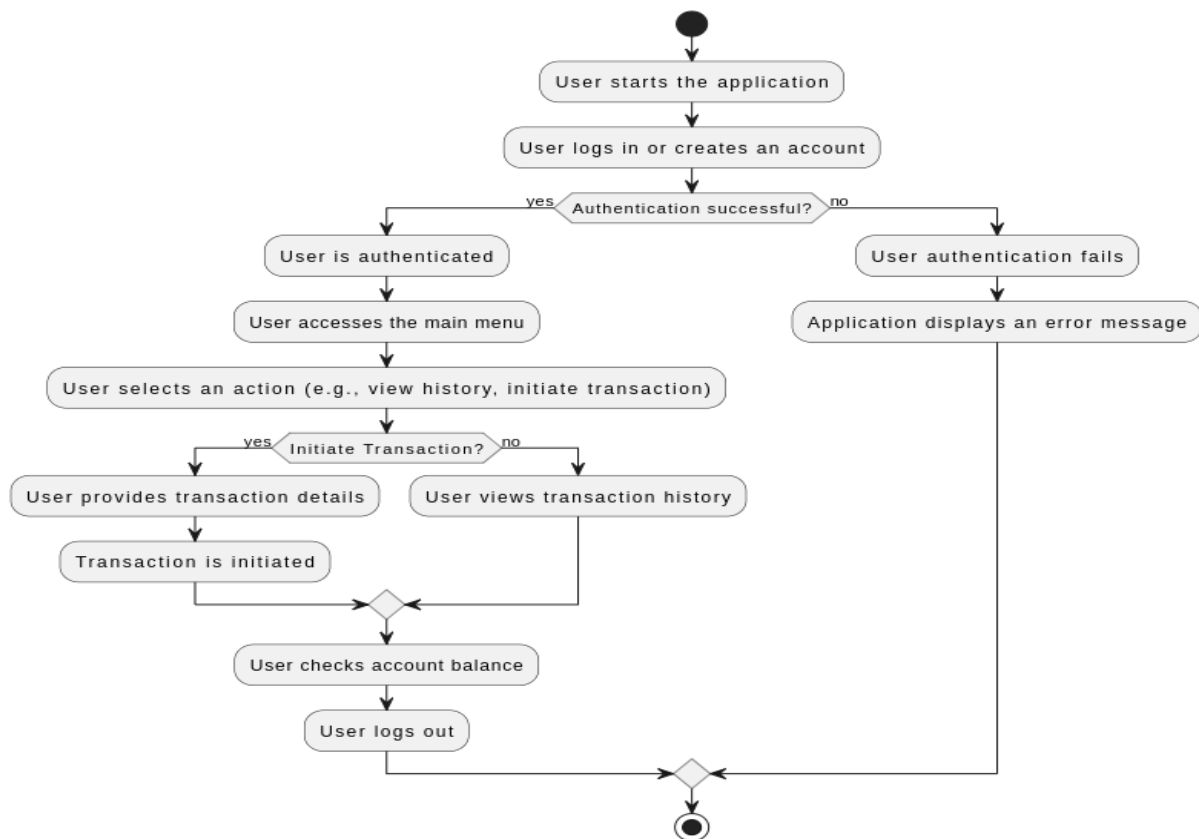 User starts the application
User logs in or creates an account
yes
Authentication successful?
no
User is authenticated
User authentication fails
User accesses the main menu
Application displays an error message
User selects an action (e.g., view history, initiate transaction)
yes
Initiate Transaction?
no
User provides transaction details
User views transaction history
Transaction is initiated
User checks account balance
User logs out